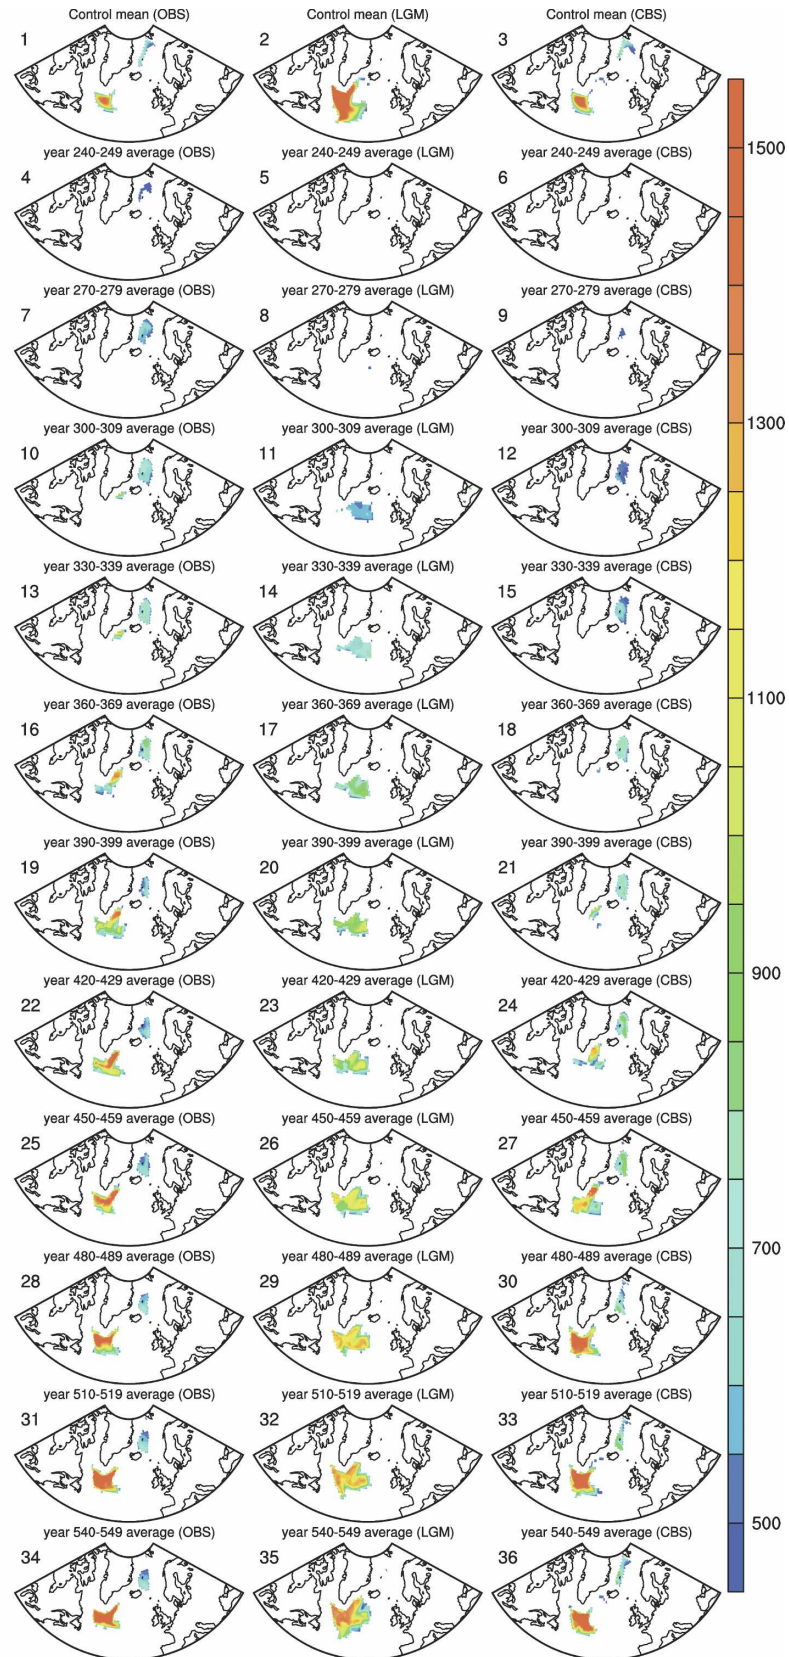 Control mean (OBS) Control mean (LGM) Control mean (CBS)
1 2 3
1500
year 240-249 average (OBS) year 240-249 average (LGM) year 240-249 average (CBS)
4 5 6
year 270-279 average (OBS) year 270-279 average (LGM) year 270-279 average (CBS)
7 8 9
1300
year 300-309 average (OBS) year 300-309 average (LGM) year 300-309 average (CBS)
10 11 12
year 330-339 average (OBS) year 330-339 average (LGM) year 330-339 average (CBS)
13 14 15
1100
year 360-369 average (OBS) year 360-369 average (LGM) year 360-369 average (CBS)
16 17 18
year 390-399 average (OBS) year 390-399 average (LGM) year 390-399 average (CBS)
19 20 21
900
year 420-429 average (OBS) year 420-429 average (LGM) year 420-429 average (CBS)
22 23 24
year 450-459 average (OBS) year 450-459 average (LGM) year 450-459 average (CBS)
25 26 27
700
year 480-489 average (OBS) year 480-489 average (LGM) year 480-489 average (CBS)
28 29 30
year 510-519 average (OBS) year 510-519 average (LGM) year 510-519 average (CBS)
31 32 33
500
year 540-549 average (OBS) year 540-549 average (LGM) year 540-549 average (CBS)
34 35 36